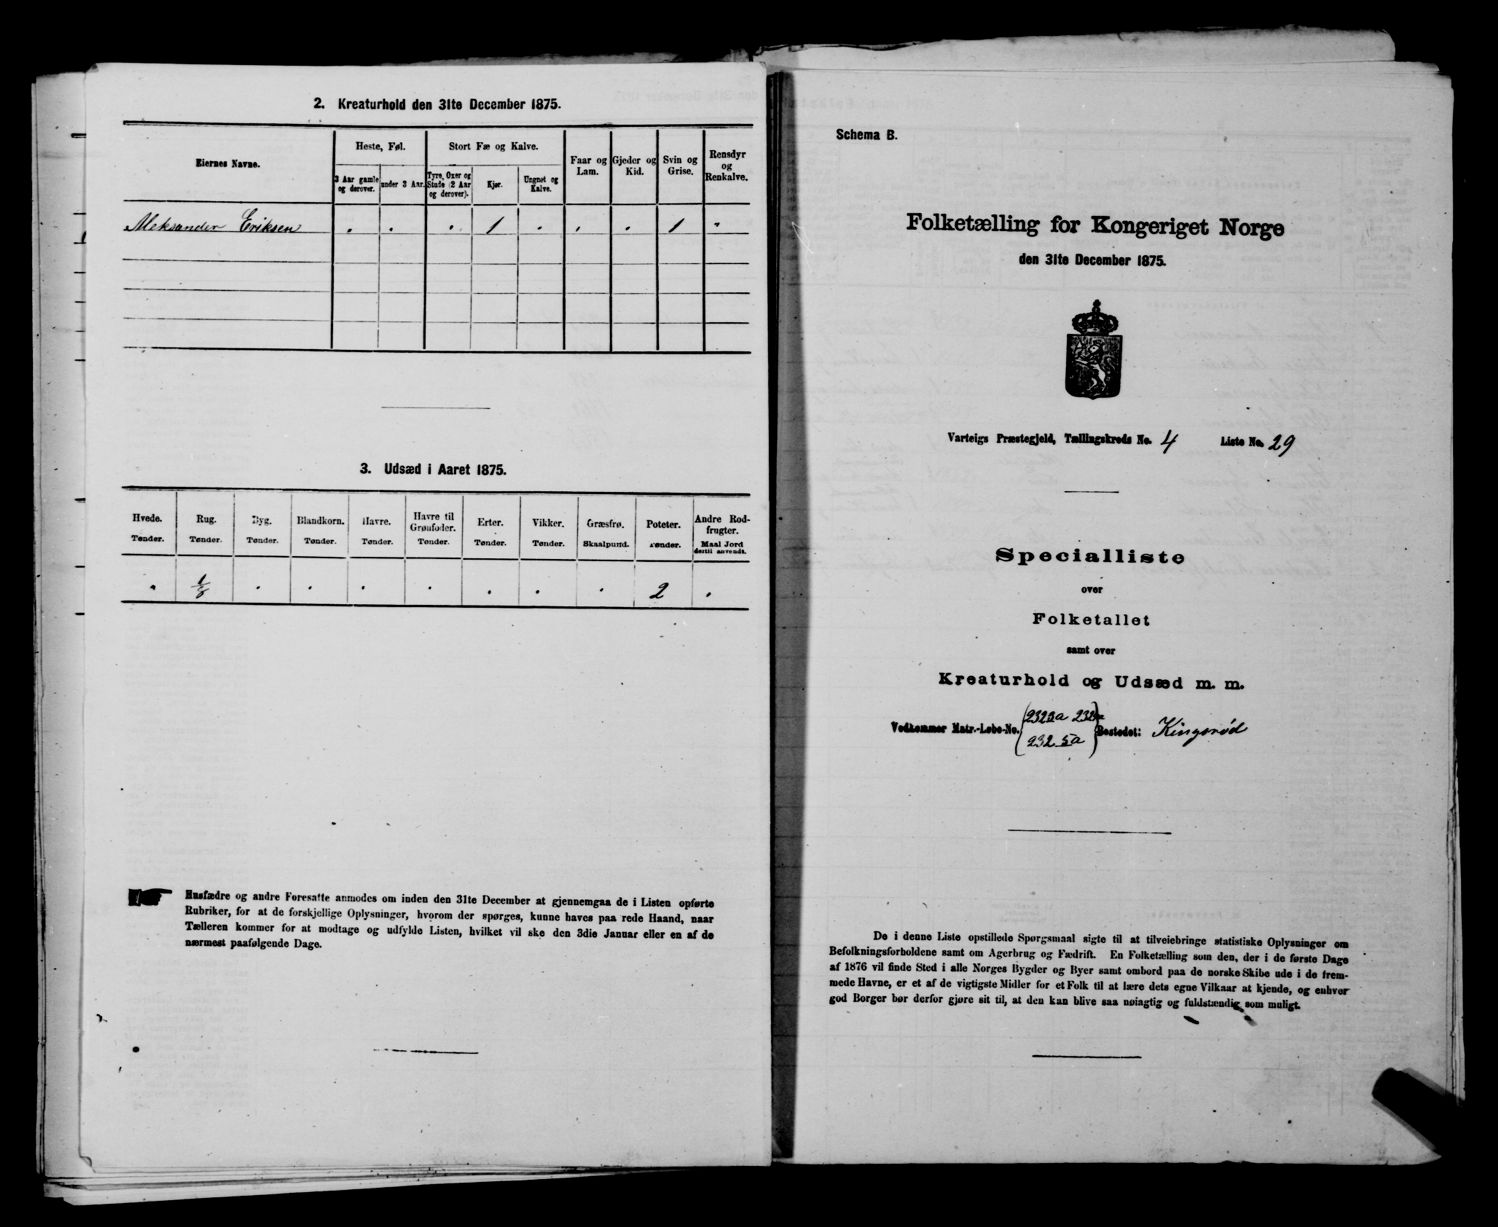 2. Kreaturhold den 31te December 1875.
Eiernes Navne.
Heste, Føl.
Stort Fæ og Kalve.
Faar og Lam.
Gjeder og Kid.
Svin og Grise.
Rensdyr og Renkalve.
3 Aar gamle og derover.
under 3 Aar.
Tyre, Oxer og Stude (2 Aar og derover).
Kjør.
Ungnet og Kalve.
Aleksander Eriksen . . . 1 . . . 1 "
3. Udsæd i Aaret 1875.
Hvede. Rug. Byg. Blandkorn. Havre. Havre til Grønfoder. Erter. Vikker. Græsfrø. Poteter. Andre Rodfrugter.
Tønder. Tønder. Tønder. Tønder. Tønder. Tønder. Tønder. Tønder. Skaalpund. Tønder. Maal Jord dertil anvendt.
" 1/8 . . . . . . . 2 .
Husfædre og andre Foresatte anmodes om inden den 31te December at gjennemgaa de i Listen opførte
Rubriker, for at de forskjellige Oplysninger, hvorom der spørges, kunne haves paa rede Haand, naar
Tælleren kommer for at modtage og udfylde Listen, hvilket vil ske den 3die Januar eller en af de
nærmest paafølgende Dage.
Schema B.
Folketælling for Kongeriget Norge
den 31te December 1875.
Varteigs Præstegjeld, Tællingskreds No. 4 Liste No. 29
Specialliste
over
Folketallet
samt over
Kreaturhold og Udsæd m. m.
Vedkommer Matr.-Løbe-No. Bostedet: Kingsrød
232 5a
De i denne Liste opstillede Spørgsmaal sigte til at tilveiebringe statistiske Oplysninger om
Befolkningsforholdene samt om Agerbrug og Fædrift. En Folketælling som den, der i de første Dage
af 1876 vil finde Sted i alle Norges Bygder og Byer samt ombord paa de norske Skibe ude i de frem-
mede Havne, er et af de vigtigste Midler for et Folk til at lære dets egne Vilkaar at kjende, og enhver
god Borger bør derfor gjøre sit til, at den kan blive saa nøiagtig og fuldstændig som muligt.